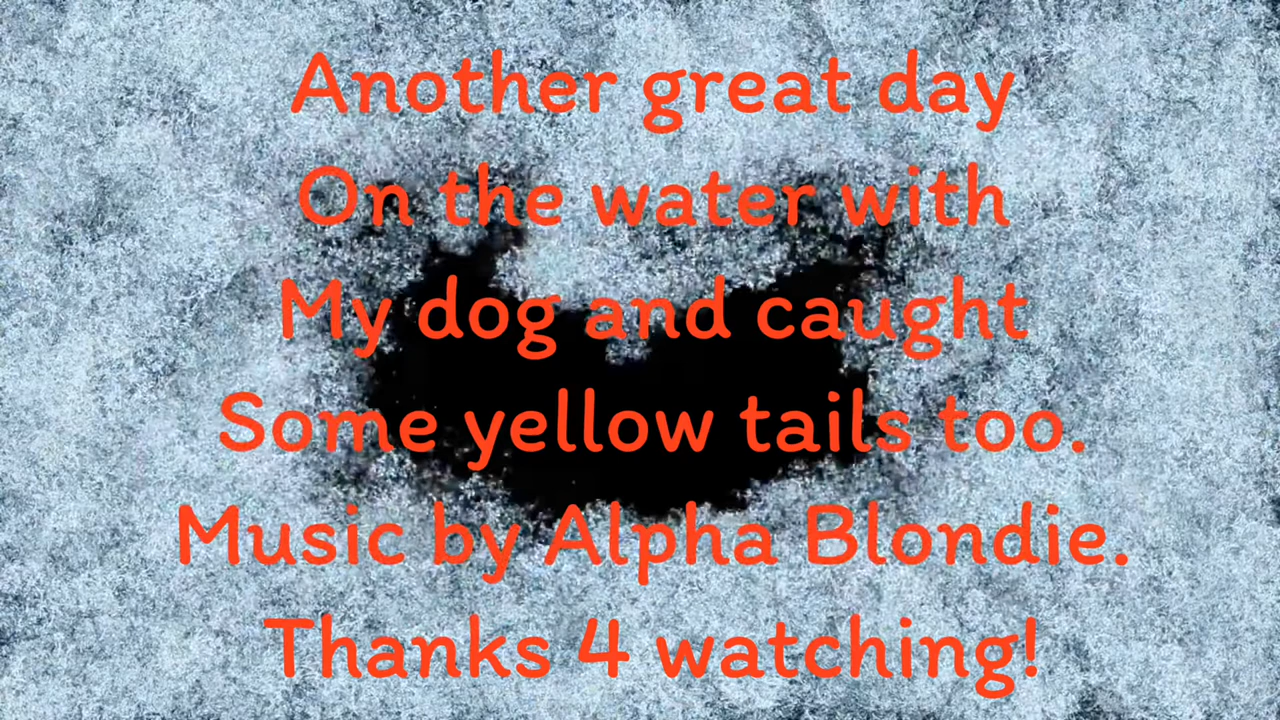 Another great day
On the water with
My dog and caught
Some yellow tails too.
Music by Alpha Blondie.
Thanks 4 watching!